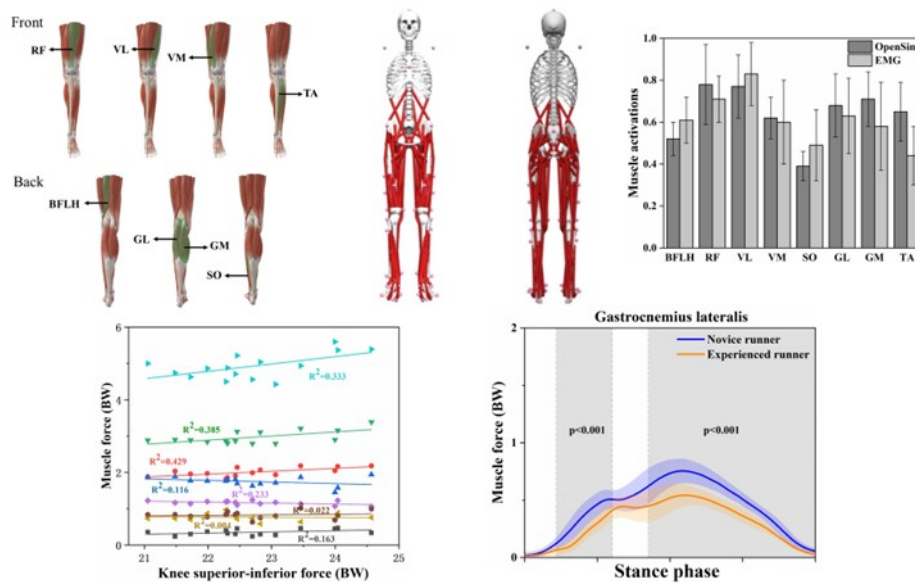 Front
RF
VL
VM
TA
Back
BFLH
GL
GM
SO
Muscle activations
0.0
0.2
0.4
0.6
0.8
1.0
OpenSim
EMG
BFLH RF VL VM SO GL GM TA
Muscle force (BW)
0
2
4
6
R²=0.333
R²=0.385
R²=0.429
R²=0.116
R²=0.233
R²=0.022
R²=0.004
R²=0.163
21 22 23 24 25
Knee superior-inferior force (BW)
Gastrocnemius lateralis
Muscle force (BW)
0
1
2
Novice runner
Experienced runner
p<0.001
p<0.001
Stance phase